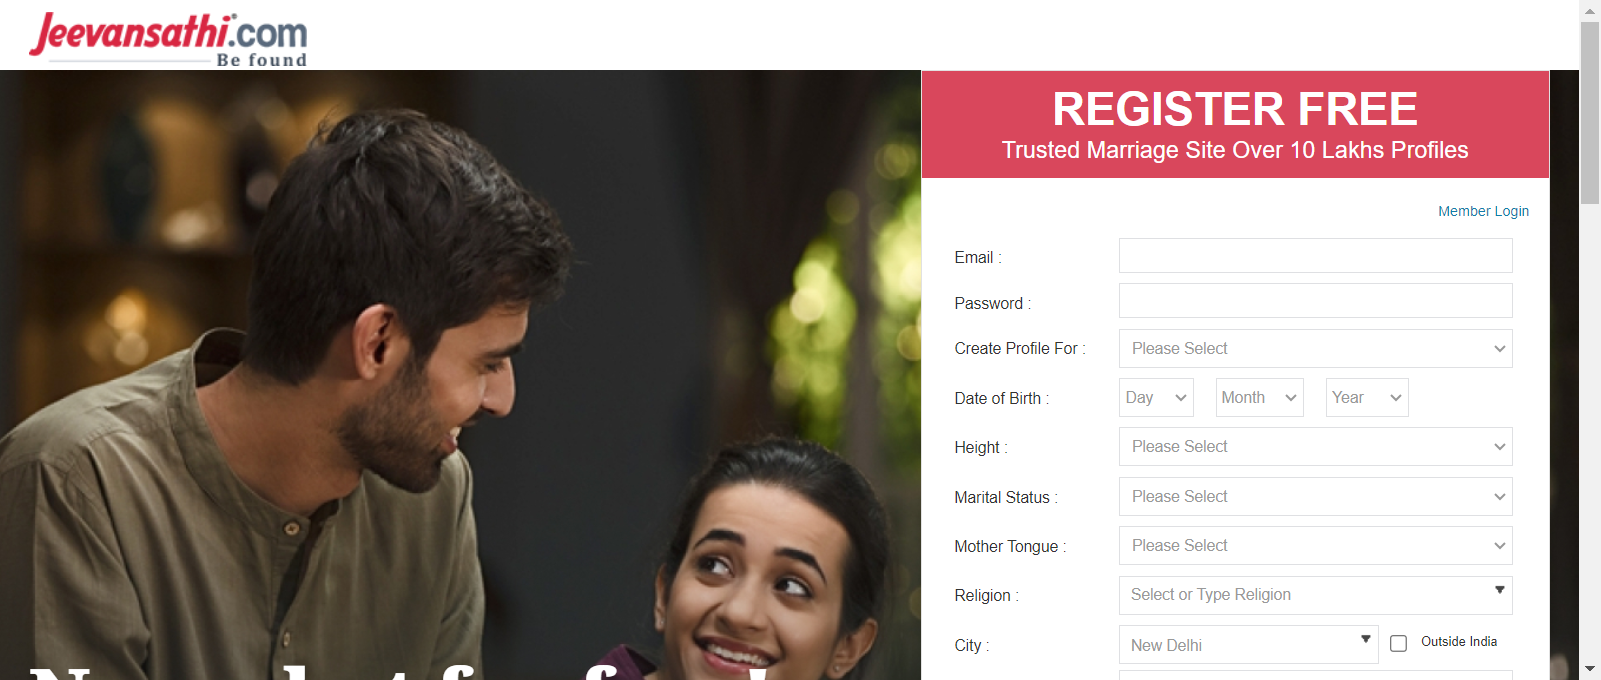 Jeevansathi.com
Be found
REGISTER FREE
Trusted Marriage Site Over 10 Lakhs Profiles
Member Login
Email :
Password :
Create Profile For : Please Select
Date of Birth : Day Month Year
Height : Please Select
Marital Status : Please Select
Mother Tongue : Please Select
Religion : Select or Type Religion
City : New Delhi Outside India